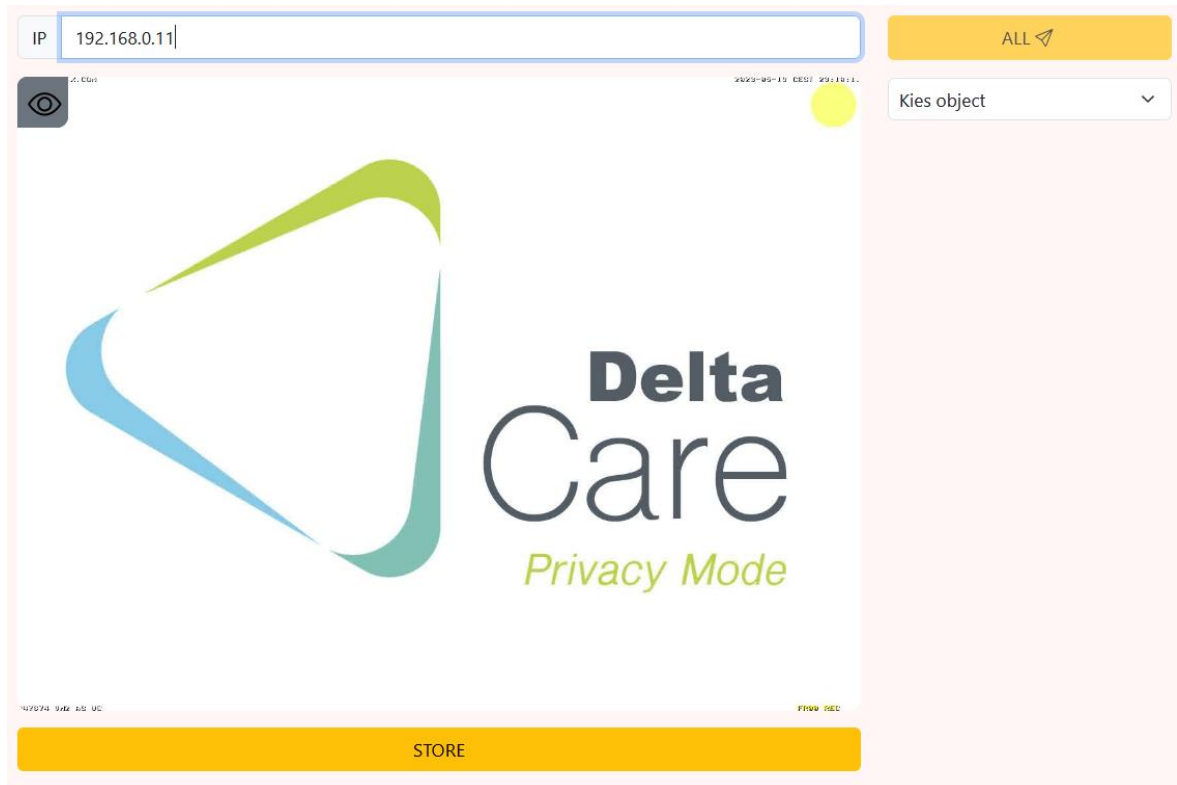 IP 192.168.0.11
ALL
Kies object
Delta
Care
Privacy Mode
STORE